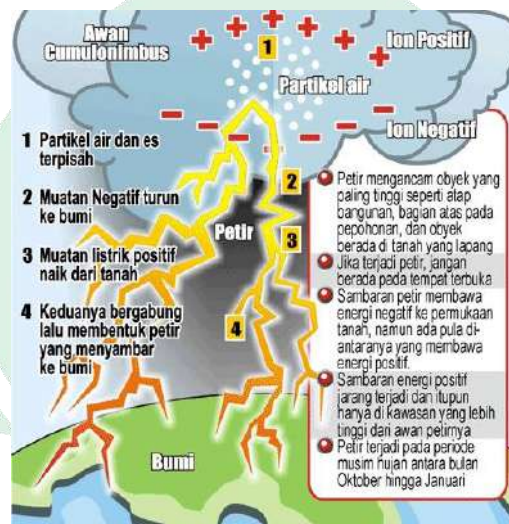 Awan
Cumulonimbus
1
Ion Positif
Partikel air
Ion Negatif
1 Partikel air dan es
terpisah
2 Muatan Negatif turun
ke bumi
3 Muatan listrik positif
naik dari tanah
4 Keduanya bergabung
lalu membentuk petir
yang menyambar
ke bumi
Petir
2
3
4
Bumi
Petir mengancam obyek yang
paling tinggi seperti atap
bangunan, bagian atas pada
pepohonan, dan obyek
berada di tanah yang lapang
Jika terjadi petir, jangan
berada pada tempat terbuka
Sambaran petir membawa
energi negatif ke permukaan
tanah, namun ada pula di-
antaranya yang membawa
energi positif.
Sambaran energi positif
jarang terjadi dan itupun
hanya di kawasan yang lebih
tinggi dari awan petirnya
Petir terjadi pada periode
musim hujan antara bulan
Oktober hingga Januari